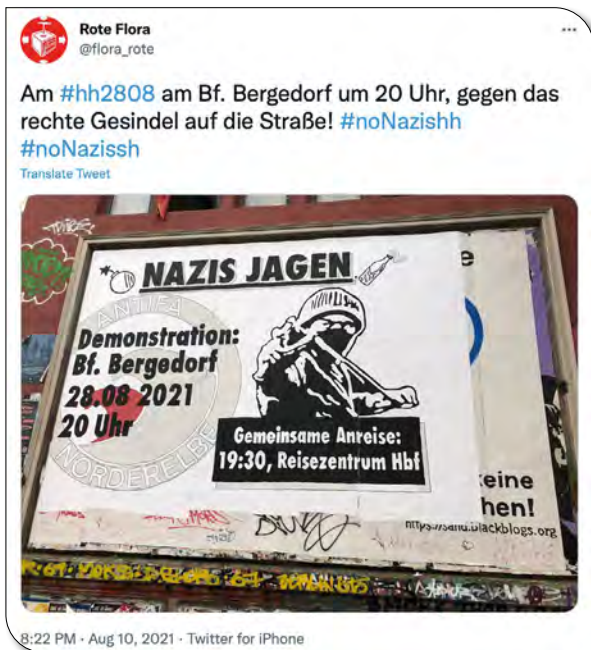 Rote Flora
@flora_rote
Am #hh2808 am Bf. Bergedorf um 20 Uhr, gegen das
rechte Gesindel auf die Straße! #noNazishh
#noNazissh
Translate Tweet
NAZIS JAGEN
ANTIFA
Demonstration:
Bf. Bergedorf
28.08 2021
20 Uhr
NORDERELBE
Gemeinsame Anreise:
19:30, Reisezentrum Hbf
e
keine
hen!
8:22 PM · Aug 10, 2021 · Twitter for iPhone